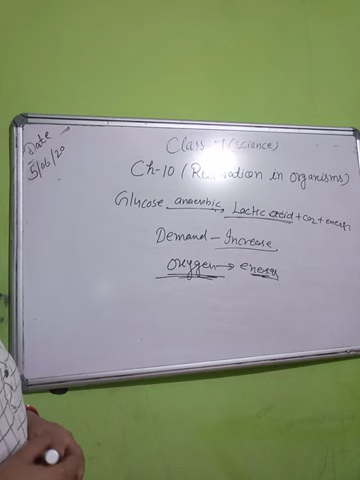 Date
5/06/20
Class 7 (science)
Ch-10 (Respiration in organisms)
Glucose anaerobic → Lactic acid + CO2 + energy
Demand - Increase
Oxygen → energy